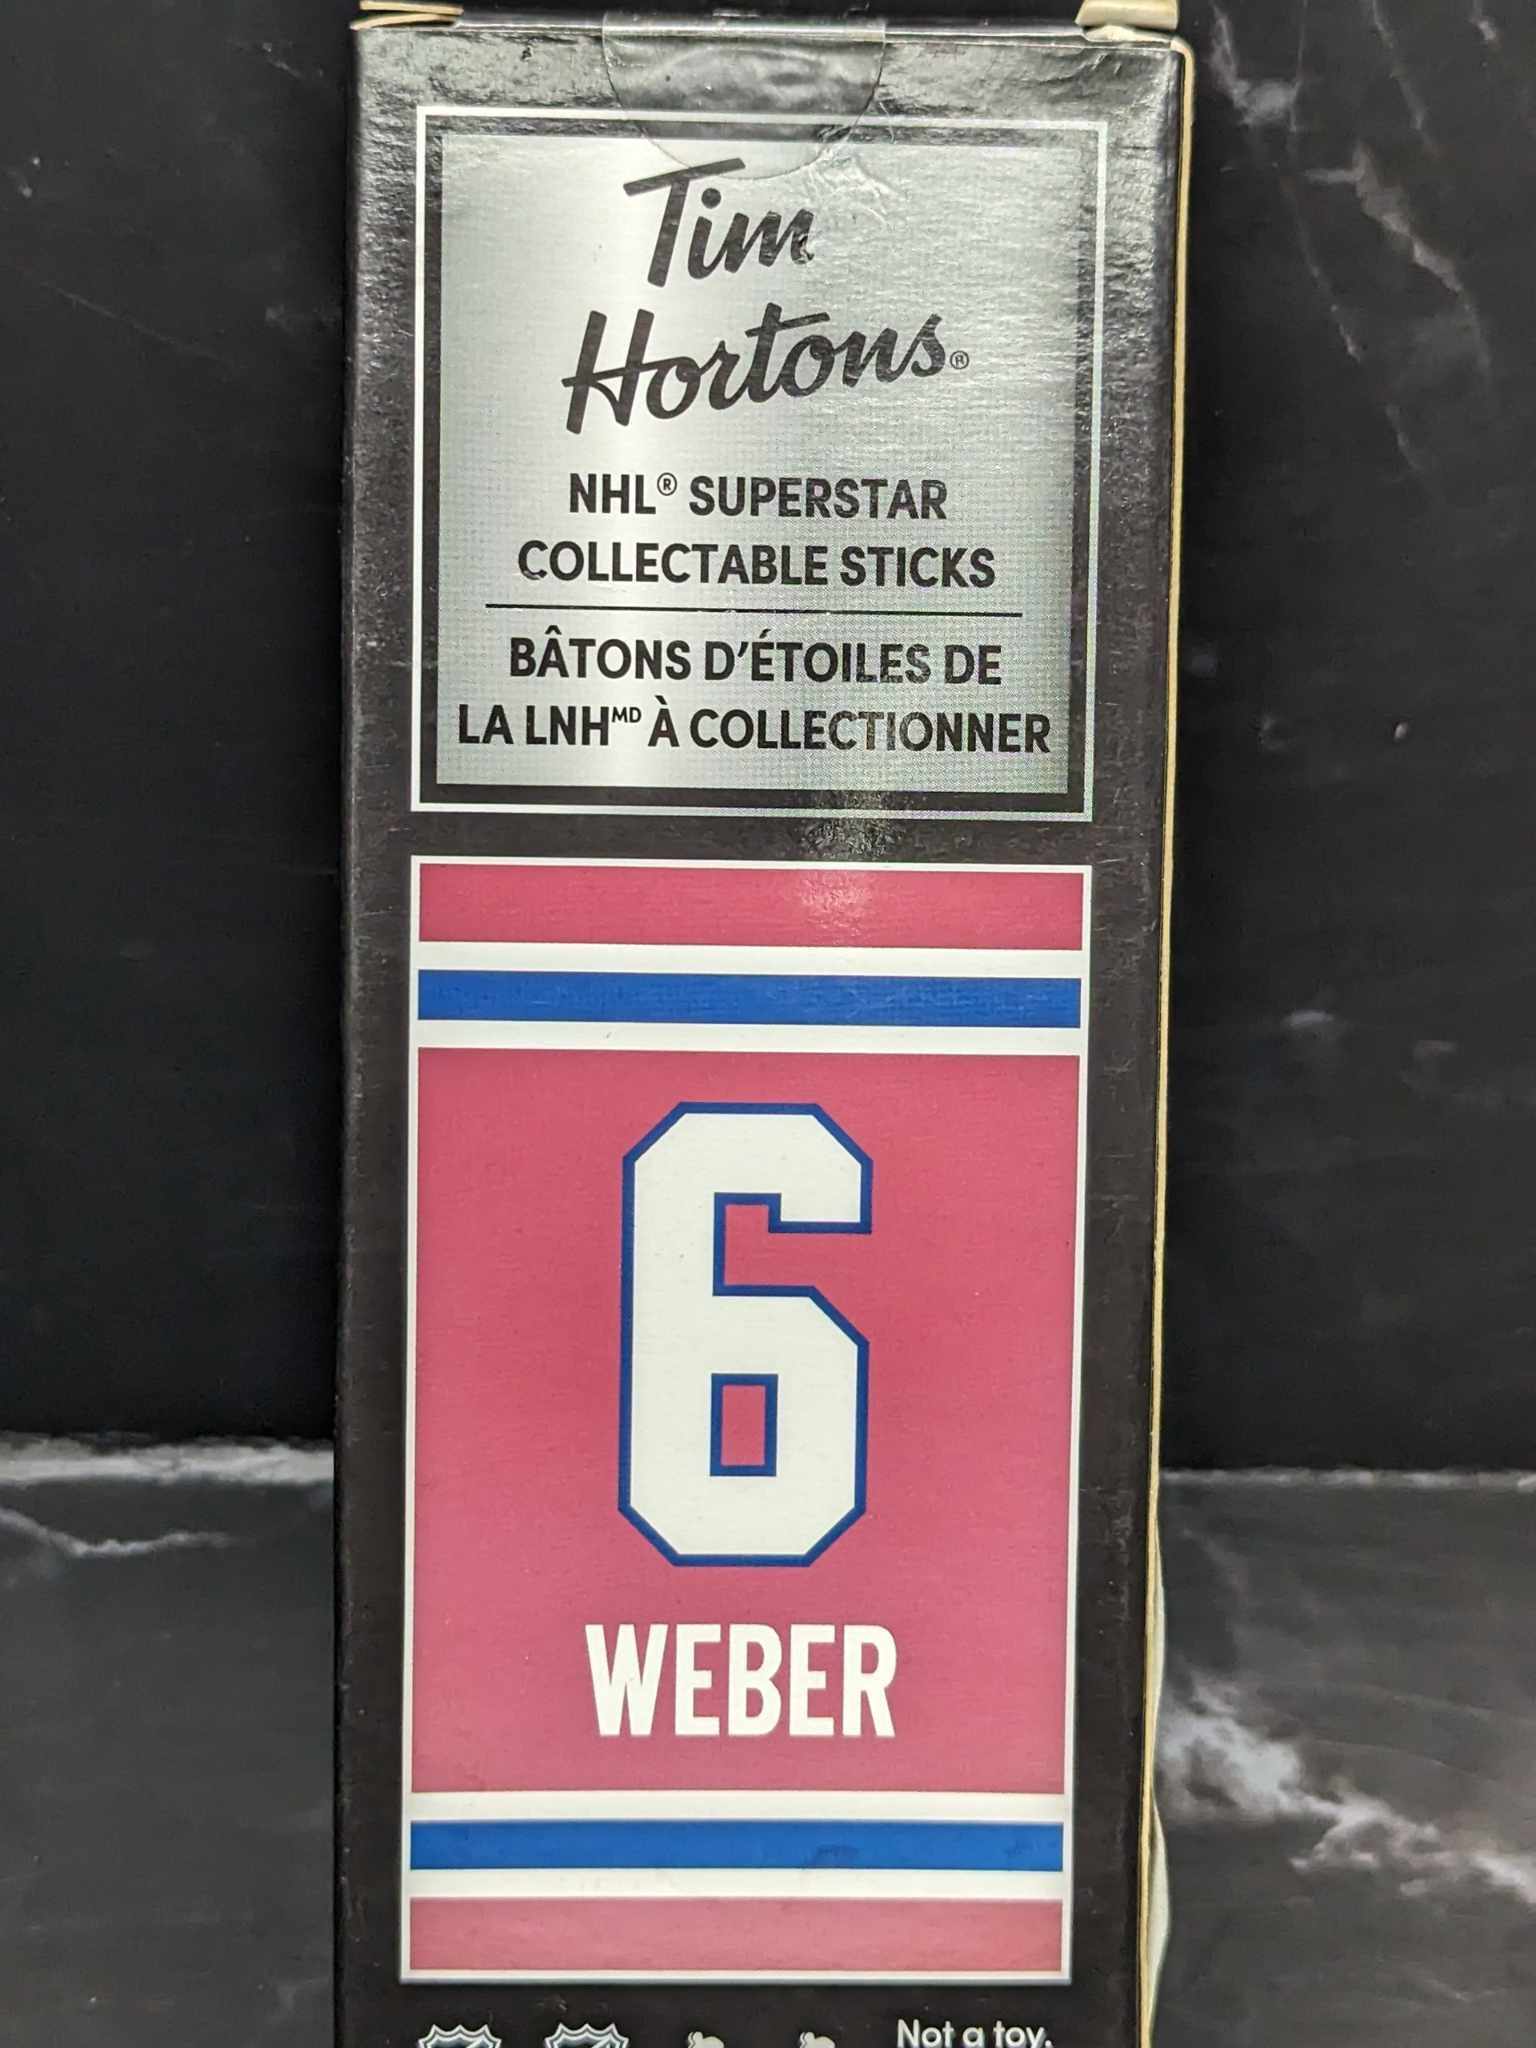 Tim
Hortons®
NHL® SUPERSTAR
COLLECTABLE STICKS
BÂTONS D'ÉTOILES DE
LA LNHᴹᴰ À COLLECTIONNER
6
WEBER
Not a toy.